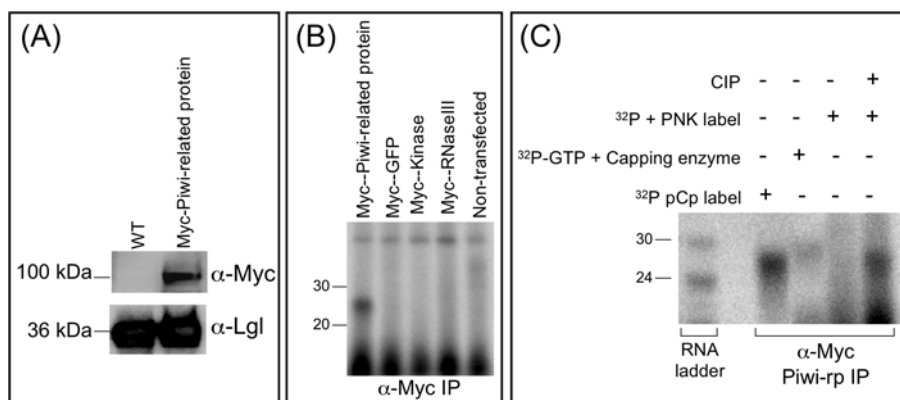 (A)
WT
Myc-Piwi-related protein
100 kDa
α-Myc
36 kDa
α-Lgl
(B)
Myc--Piwi-related protein
Myc--GFP
Myc--Kinase
Myc--RNaseIII
Non-transfected
30
20
α-Myc IP
(C)
CIP - - - +
32P + PNK label - - + +
32P-GTP + Capping enzyme - + - -
32P pCp label + - - -
30
24
RNA
ladder
α-Myc
Piwi-rp IP